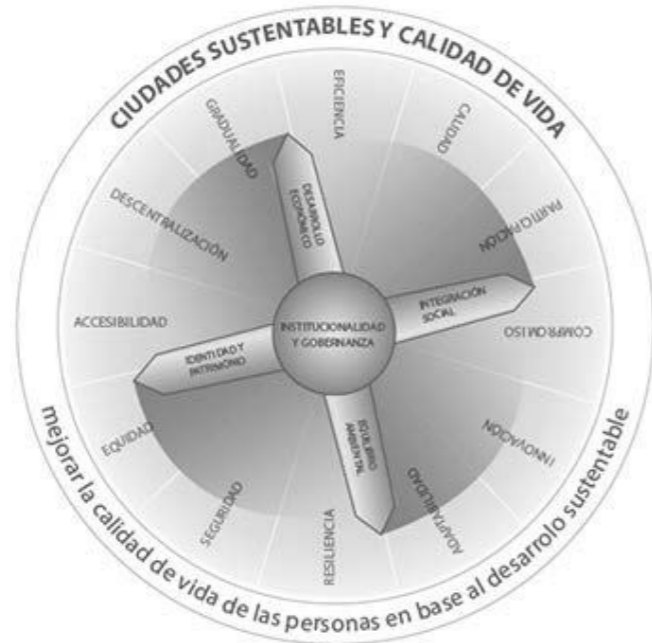 CIUDADES SUSTENTABLES Y CALIDAD DE VIDA
EFICIENCIA
CALIDAD
PARTICIPACIÓN
COMPROMISO
INNOVACIÓN
ADAPTABILIDAD
RESILIENCIA
SEGURIDAD
EQUIDAD
ACCESIBILIDAD
DESCENTRALIZACIÓN
GRADUALIDAD
DESARROLLO
ECONÓMICO
INTEGRACIÓN
SOCIAL
EQUILIBRIO
AMBIENTAL
IDENTIDAD Y
PATRIMONIO
INSTITUCIONALIDAD
Y GOBERNANZA
mejorar la calidad de vida de las personas en base al desarrolo sustentable